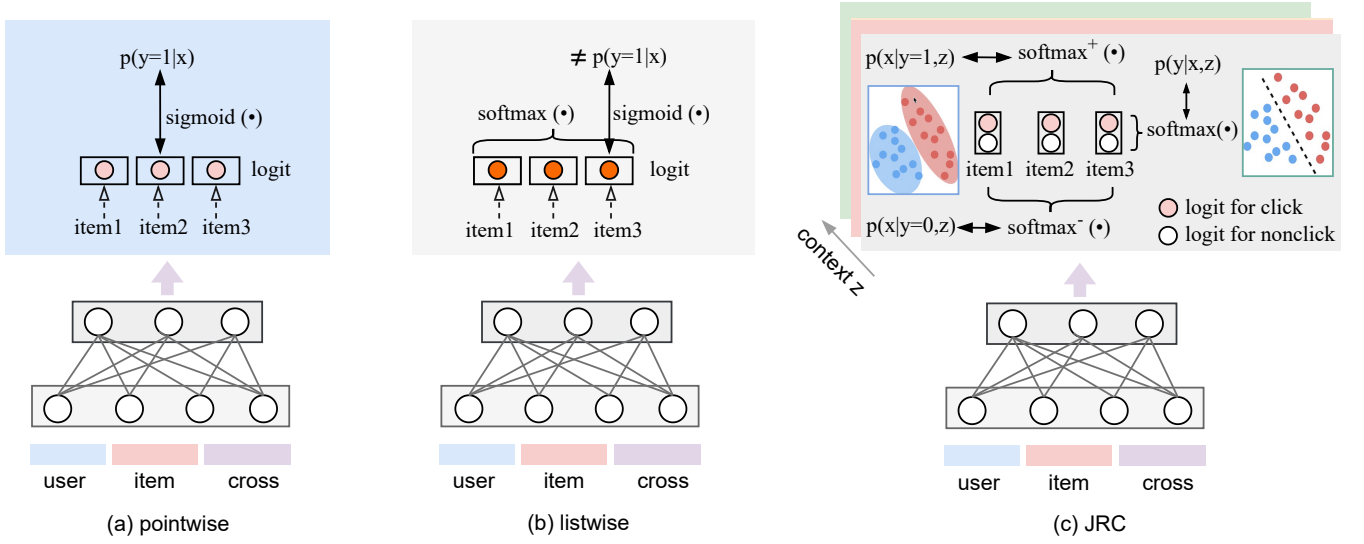 p(y=1|x)
sigmoid (•)
logit
item1 item2 item3
user item cross
(a) pointwise
≠ p(y=1|x)
softmax (•) sigmoid (•)
logit
item1 item2 item3
user item cross
(b) listwise
p(x|y=1,z) softmax⁺ (•)
p(y|x,z)
softmax(•)
item1 item2 item3
p(x|y=0,z) softmax⁻ (•)
logit for click
logit for nonclick
context z
user item cross
(c) JRC